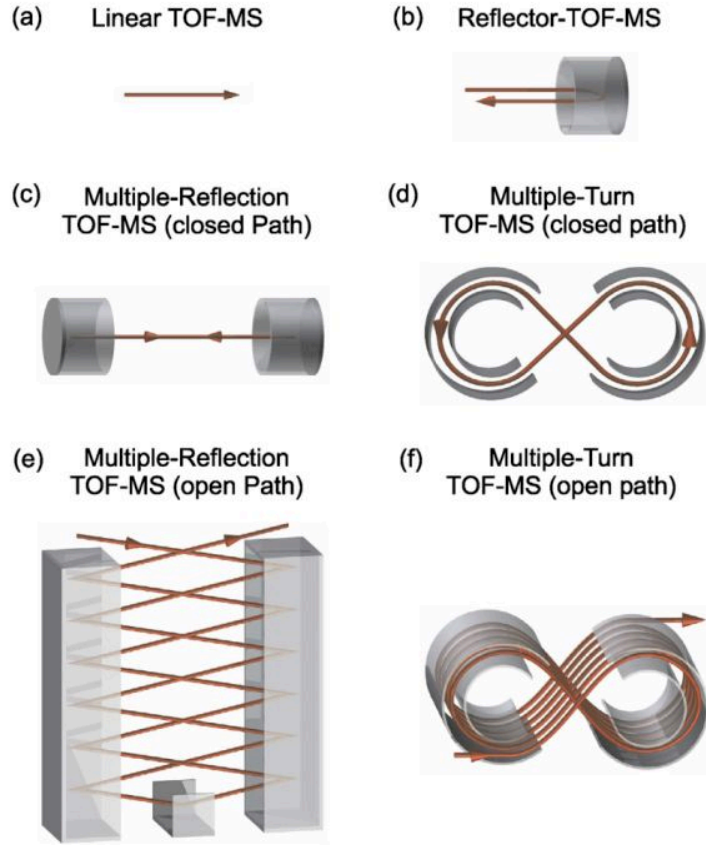 (a) Linear TOF-MS
(b) Reflector-TOF-MS
(c) Multiple-Reflection
TOF-MS (closed Path)
(d) Multiple-Turn
TOF-MS (closed path)
(e) Multiple-Reflection
TOF-MS (open Path)
(f) Multiple-Turn
TOF-MS (open path)